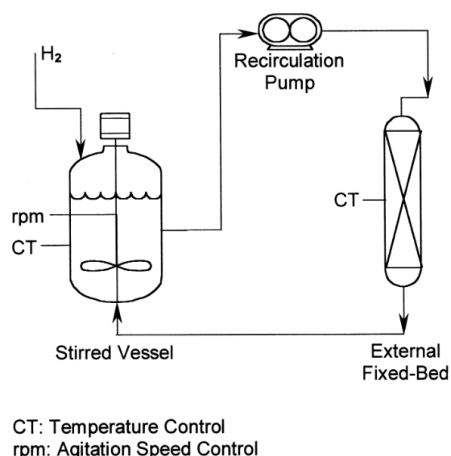 H₂
Recirculation
Pump
rpm
CT
CT
Stirred Vessel
External
Fixed-Bed
CT: Temperature Control
rpm: Agitation Speed Control